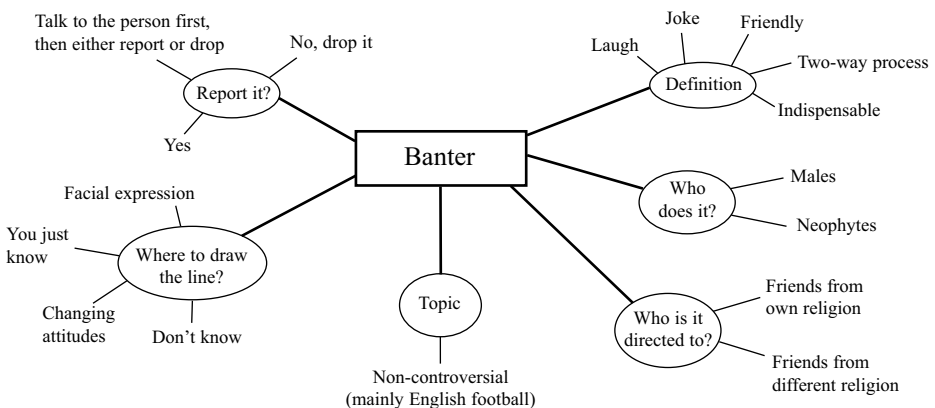 Talk to the person first,
then either report or drop
No, drop it
Report it?
Yes
Joke
Friendly
Laugh
Two-way process
Definition
Indispensable
Banter
Who
does it?
Males
Neophytes
Facial expression
You just
know
Where to draw
the line?
Changing
attitudes
Don't know
Topic
Non-controversial
(mainly English football)
Who is it
directed to?
Friends from
own religion
Friends from
different religion